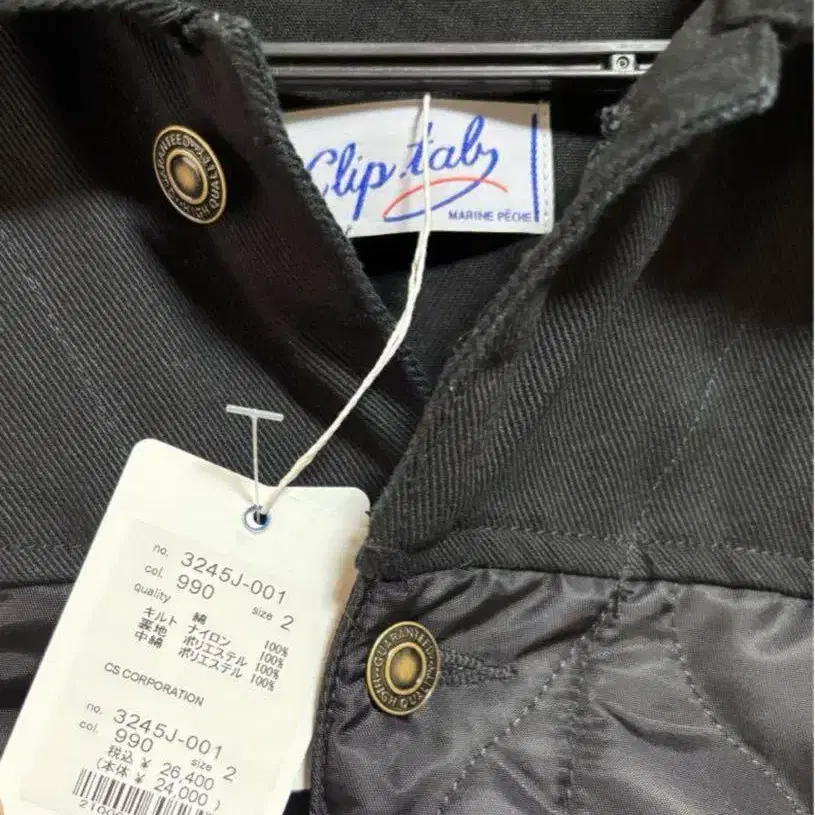 Clip.tab
MARINE PÊCHE
GUARANTEED
HIGH QUALITY
no. 3245J-001
col. 990
quality size 2
綿 100%
キルト ナイロン 100%
裏地 ポリエステル 100%
中綿 ポリエステル 100%
CS CORPORATION
no. 3245J-001
col. 990 size 2
税込 ¥ 26,400
(本体 ¥ 24,000 )
GUARANTEED
HIGH QUALITY